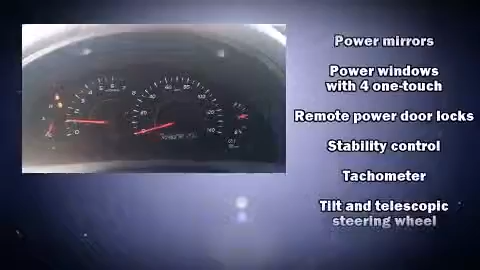 Power mirrors
Power windows
with 4 one-touch
Remote power door locks
Stability control
Tachometer
Tilt and telescopic
steering wheel